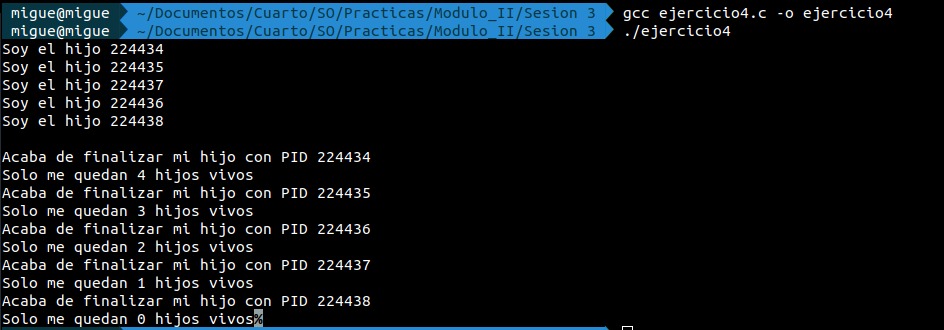 migue@migue ~/Documentos/Cuarto/SO/Practicas/Modulo_II/Sesion 3 gcc ejercicio4.c -o ejercicio4
migue@migue ~/Documentos/Cuarto/SO/Practicas/Modulo_II/Sesion 3 ./ejercicio4
Soy el hijo 224434
Soy el hijo 224435
Soy el hijo 224437
Soy el hijo 224436
Soy el hijo 224438
Acaba de finalizar mi hijo con PID 224434
Solo me quedan 4 hijos vivos
Acaba de finalizar mi hijo con PID 224435
Solo me quedan 3 hijos vivos
Acaba de finalizar mi hijo con PID 224436
Solo me quedan 2 hijos vivos
Acaba de finalizar mi hijo con PID 224437
Solo me quedan 1 hijos vivos
Acaba de finalizar mi hijo con PID 224438
Solo me quedan 0 hijos vivos%